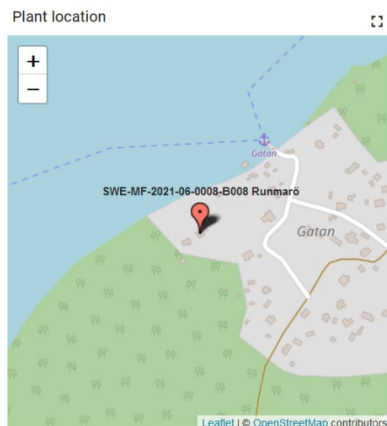 Plant location
+
−
Gatan
SWE-MF-2021-06-0008-B008 Runmarö
Gatan
Leaflet | © OpenStreetMap contributors